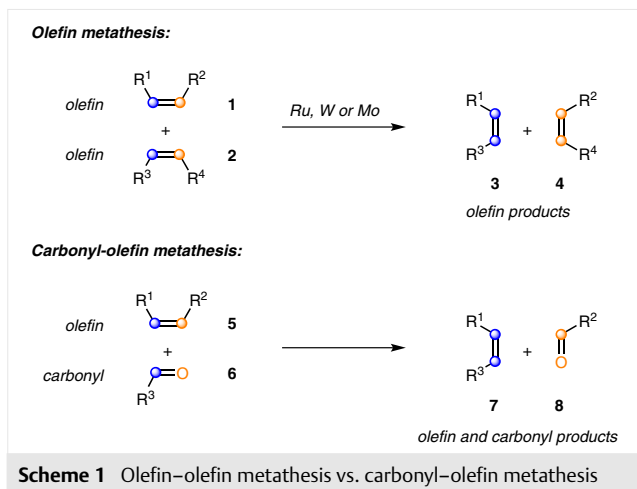 Olefin metathesis:
R¹ R²
olefin 1
+
olefin 2
R³ R⁴
Ru, W or Mo
R¹ R²
+
R³ R⁴
3 4
olefin products
Carbonyl-olefin metathesis:
R¹ R²
olefin 5
+
carbonyl O 6
R³
R¹ R²
+
R³ O
7 8
olefin and carbonyl products
Scheme 1 Olefin–olefin metathesis vs. carbonyl–olefin metathesis